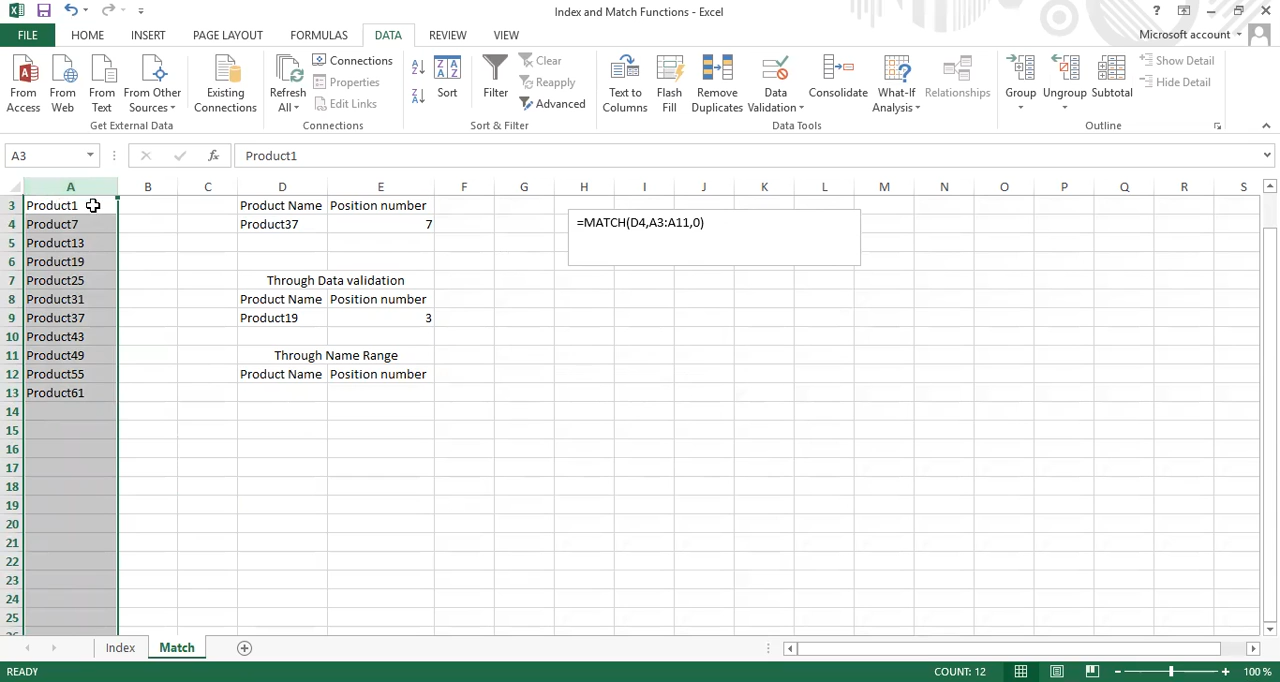 Index and Match Functions - Excel
?
FILE HOME INSERT PAGE LAYOUT FORMULAS DATA REVIEW VIEW Microsoft account
From Access
From Web
From Text
From Other Sources
Existing Connections
Refresh All
Connections
Properties
Edit Links
Sort
Filter
Clear
Reapply
Advanced
Text to Columns
Flash Fill
Remove Duplicates
Data Validation
Consolidate
What-If Analysis
Relationships
Group
Ungroup
Subtotal
Show Detail
Hide Detail
Get External Data Connections Sort & Filter Data Tools Outline
A3 fx Product1
A B C D E F G H I J K L M N O P Q R S
3 Product1 Product Name Position number
4 Product7 Product37 7 =MATCH(D4,A3:A11,0)
5 Product13
6 Product19
7 Product25 Through Data validation
8 Product31 Product Name Position number
9 Product37 Product19 3
10 Product43
11 Product49 Through Name Range
12 Product55 Product Name Position number
13 Product61
14
15
16
17
18
19
20
21
22
23
24
25
Index Match
READY COUNT: 12 100 %